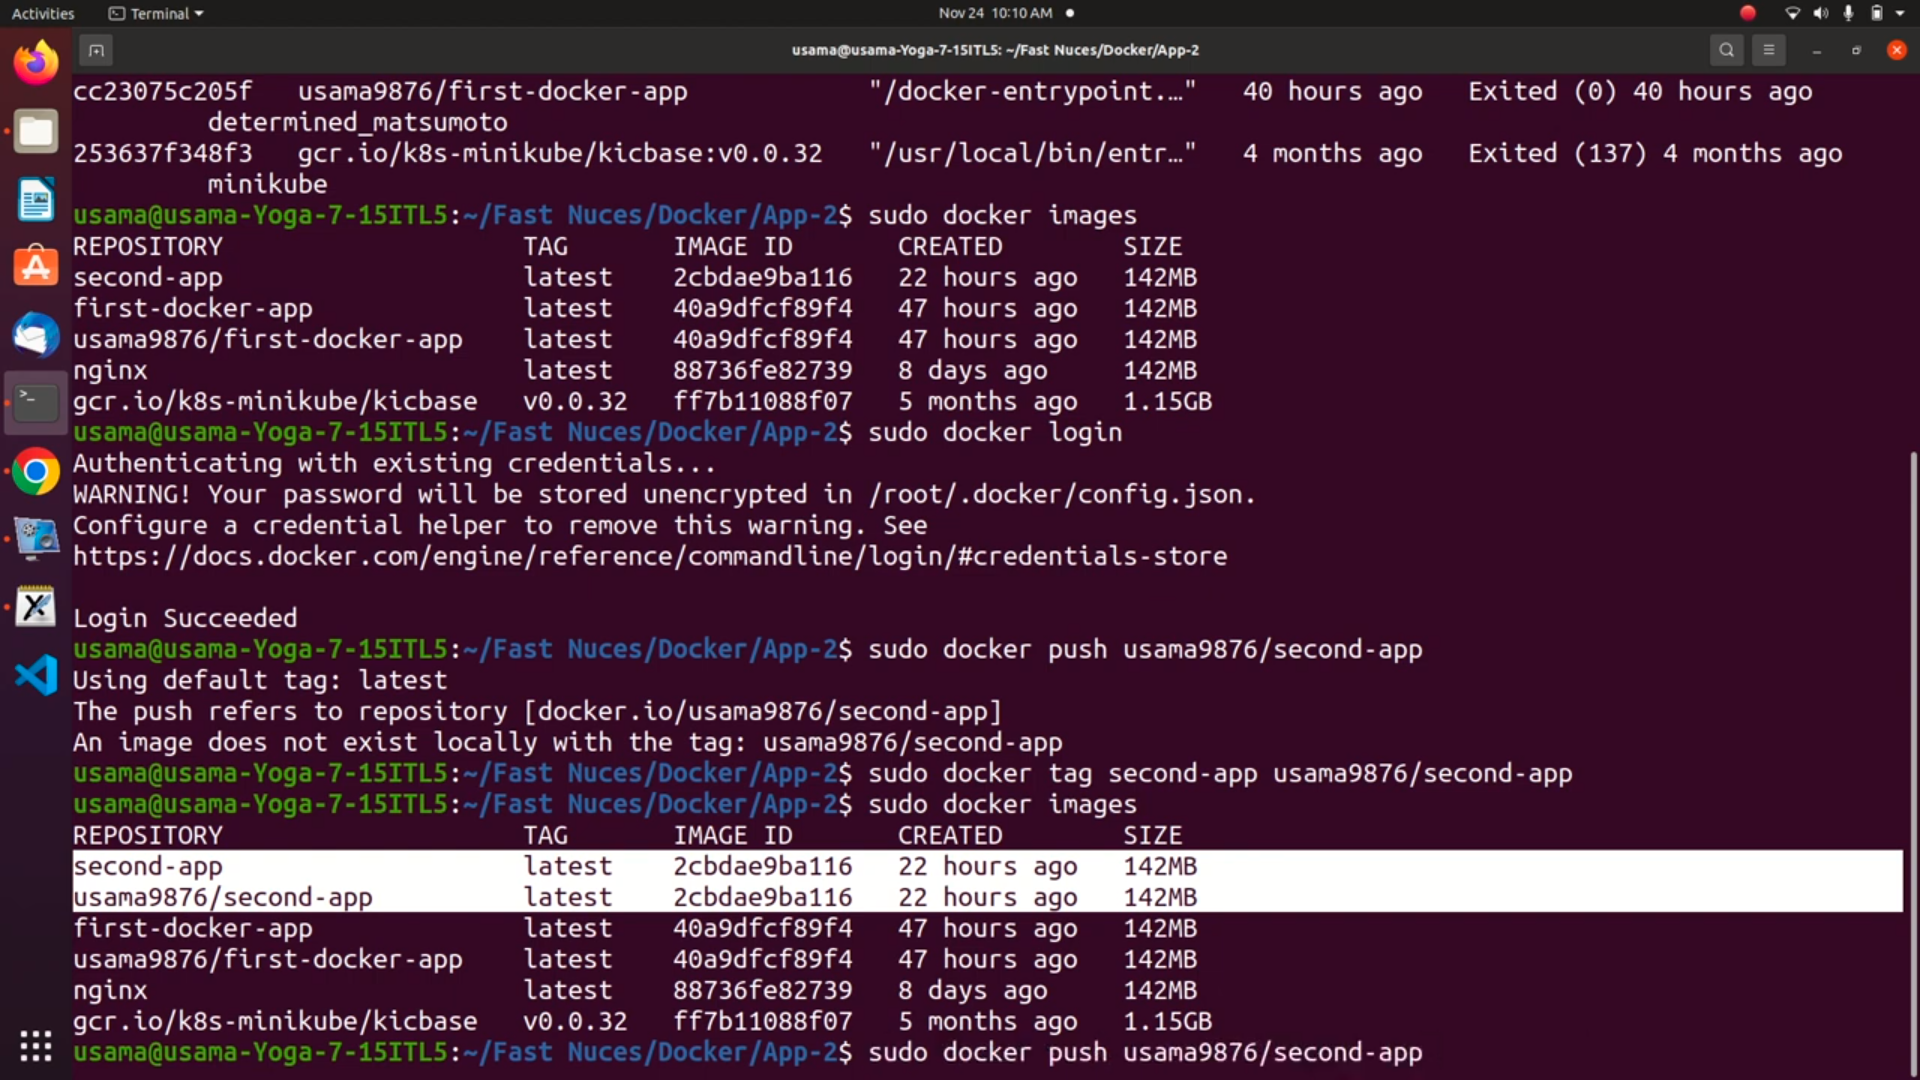 Activities Terminal Nov 24 10:10 AM
usama@usama-Yoga-7-15ITL5: ~/Fast Nuces/Docker/App-2
cc23075c205f usama9876/first-docker-app "/docker-entrypoint.…" 40 hours ago Exited (0) 40 hours ago
determined_matsumoto
253637f348f3 gcr.io/k8s-minikube/kicbase:v0.0.32 "/usr/local/bin/entr…" 4 months ago Exited (137) 4 months ago
minikube
usama@usama-Yoga-7-15ITL5:~/Fast Nuces/Docker/App-2$ sudo docker images
REPOSITORY TAG IMAGE ID CREATED SIZE
second-app latest 2cbdae9ba116 22 hours ago 142MB
first-docker-app latest 40a9dfcf89f4 47 hours ago 142MB
usama9876/first-docker-app latest 40a9dfcf89f4 47 hours ago 142MB
nginx latest 88736fe82739 8 days ago 142MB
gcr.io/k8s-minikube/kicbase v0.0.32 ff7b11088f07 5 months ago 1.15GB
usama@usama-Yoga-7-15ITL5:~/Fast Nuces/Docker/App-2$ sudo docker login
Authenticating with existing credentials...
WARNING! Your password will be stored unencrypted in /root/.docker/config.json.
Configure a credential helper to remove this warning. See
https://docs.docker.com/engine/reference/commandline/login/#credentials-store
Login Succeeded
usama@usama-Yoga-7-15ITL5:~/Fast Nuces/Docker/App-2$ sudo docker push usama9876/second-app
Using default tag: latest
The push refers to repository [docker.io/usama9876/second-app]
An image does not exist locally with the tag: usama9876/second-app
usama@usama-Yoga-7-15ITL5:~/Fast Nuces/Docker/App-2$ sudo docker tag second-app usama9876/second-app
usama@usama-Yoga-7-15ITL5:~/Fast Nuces/Docker/App-2$ sudo docker images
REPOSITORY TAG IMAGE ID CREATED SIZE
second-app latest 2cbdae9ba116 22 hours ago 142MB
usama9876/second-app latest 2cbdae9ba116 22 hours ago 142MB
first-docker-app latest 40a9dfcf89f4 47 hours ago 142MB
usama9876/first-docker-app latest 40a9dfcf89f4 47 hours ago 142MB
nginx latest 88736fe82739 8 days ago 142MB
gcr.io/k8s-minikube/kicbase v0.0.32 ff7b11088f07 5 months ago 1.15GB
usama@usama-Yoga-7-15ITL5:~/Fast Nuces/Docker/App-2$ sudo docker push usama9876/second-app